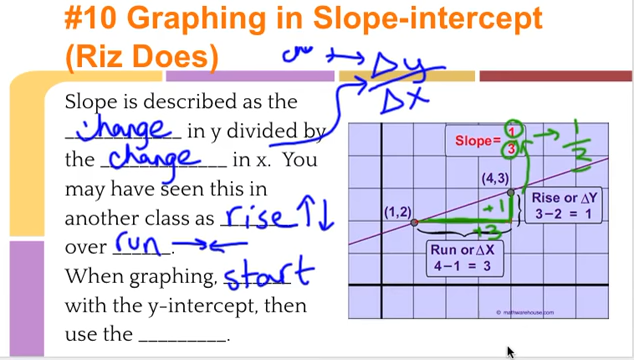 #10 Graphing in Slope-intercept
(Riz Does)
Δy
ΔX
Slope is described as the
change in y divided by
the change in x. You
may have seen this in
another class as rise ↑↓
over run →←.
When graphing, start
with the y-intercept, then
use the _________.
Slope= 1/3 → 1/2
(4,3)
(1,2)
+1
+3
Rise or ΔY
3−2 = 1
Run or ΔX
4−1 = 3
© mathwarehouse.com